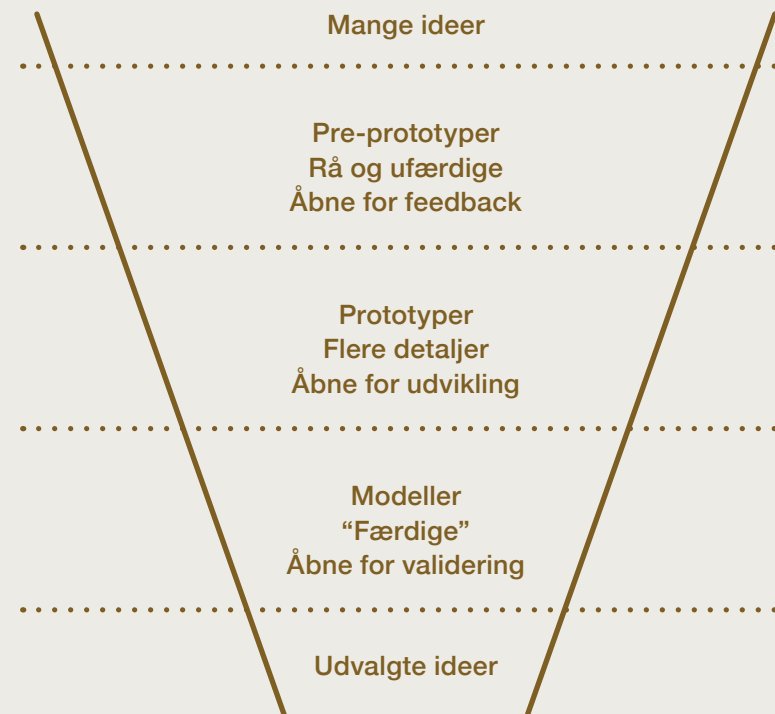 Mange ideer
Pre-prototyper
Rå og ufærdige
Åbne for feedback
Prototyper
Flere detaljer
Åbne for udvikling
Modeller
“Færdige”
Åbne for validering
Udvalgte ideer